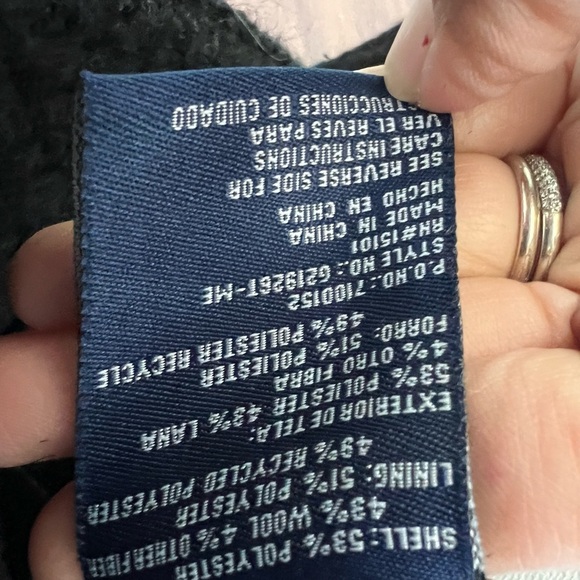 SHELL: 53% POLYESTER
43% WOOL 4% OTHER FIBER
LINING: 51% POLYESTER
49% RECYCLED POLYESTER
EXTERIOR DE TELA:
53% POLIESTER 43% LANA
4% OTRO FIBRA
FORRO: 51% POLIESTER
49% POLIESTER RECYCLE
P.O.NO.: 7100152
STYLE NO.: G21926T-ME
RN#15101
MADE IN CHINA
HECHO EN CHINA
SEE REVERSE SIDE FOR
CARE INSTRUCTIONS
VER EL REVES PARA
STRUCCIONES DE CUIDADO